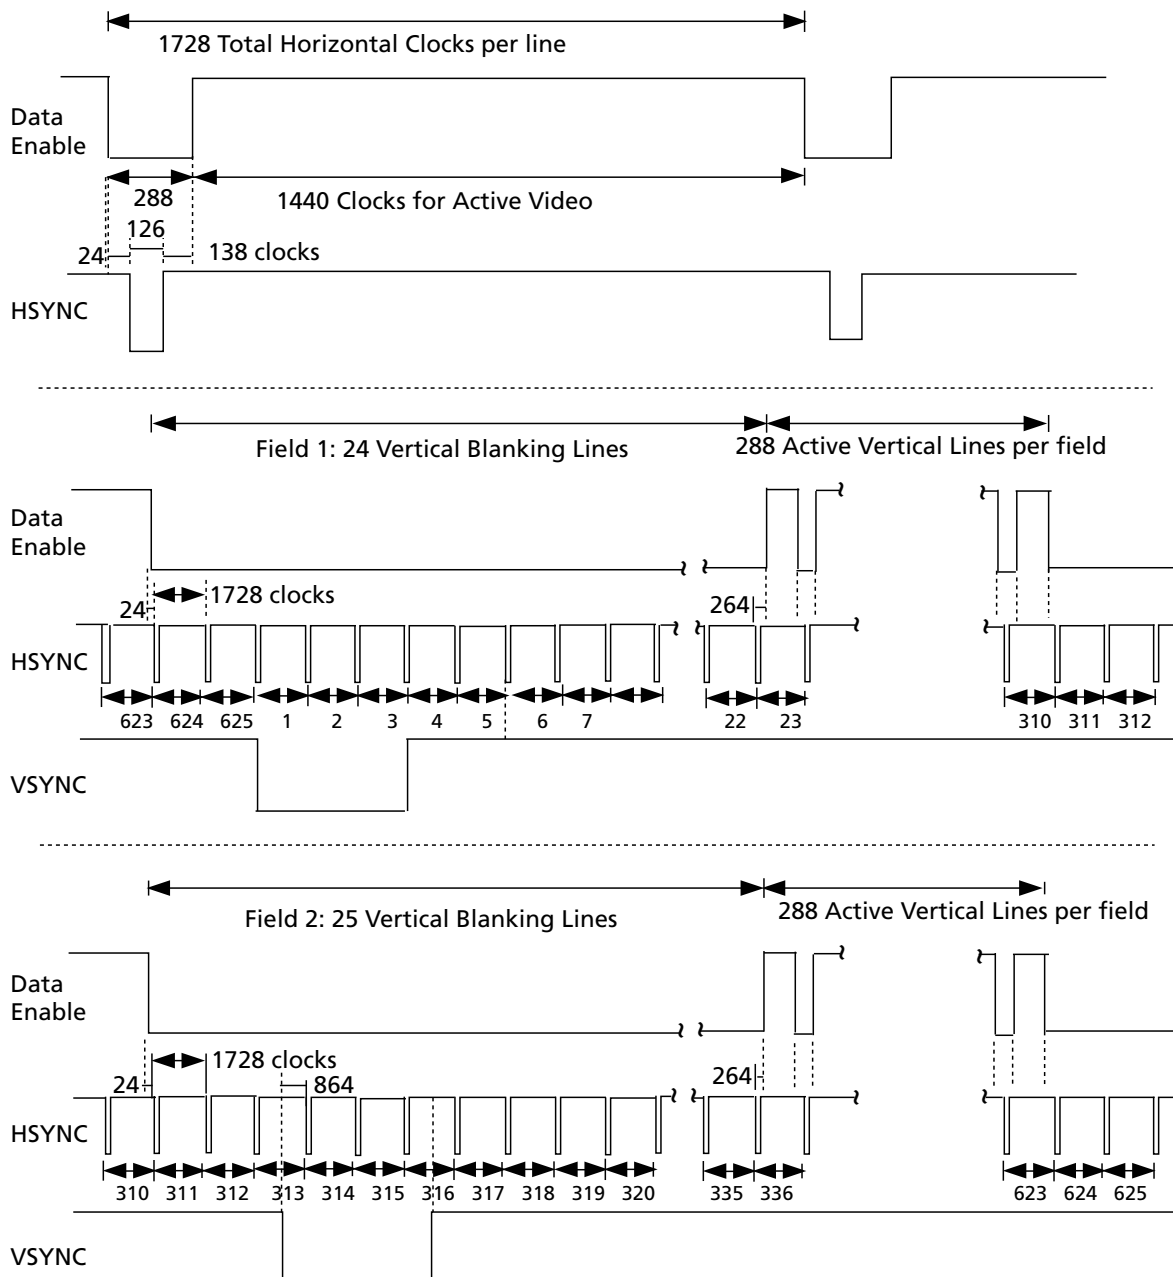 1728 Total Horizontal Clocks per line
Data
Enable
288
1440 Clocks for Active Video
126
24
138 clocks
HSYNC
Field 1: 24 Vertical Blanking Lines
288 Active Vertical Lines per field
Data
Enable
1728 clocks
24
264
HSYNC
623 624 625 1 2 3 4 5 6 7 22 23 310 311 312
VSYNC
Field 2: 25 Vertical Blanking Lines
288 Active Vertical Lines per field
Data
Enable
1728 clocks
24
864
264
HSYNC
310 311 312 313 314 315 316 317 318 319 320 335 336 623 624 625
VSYNC